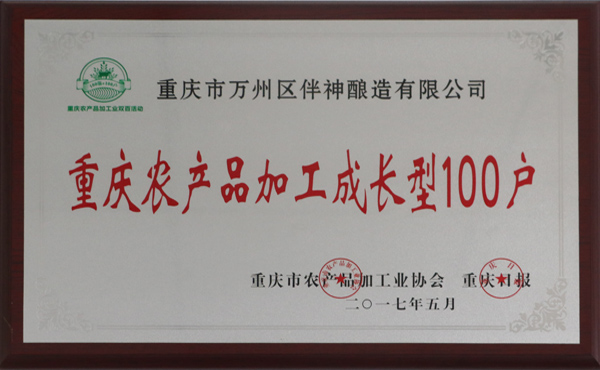 重庆市万州区伴神酿造有限公司
重庆农产品加工业双百活动
重庆农产品加工成长型100户
重庆市农产品加工业协会 重庆日报
二〇一七年五月